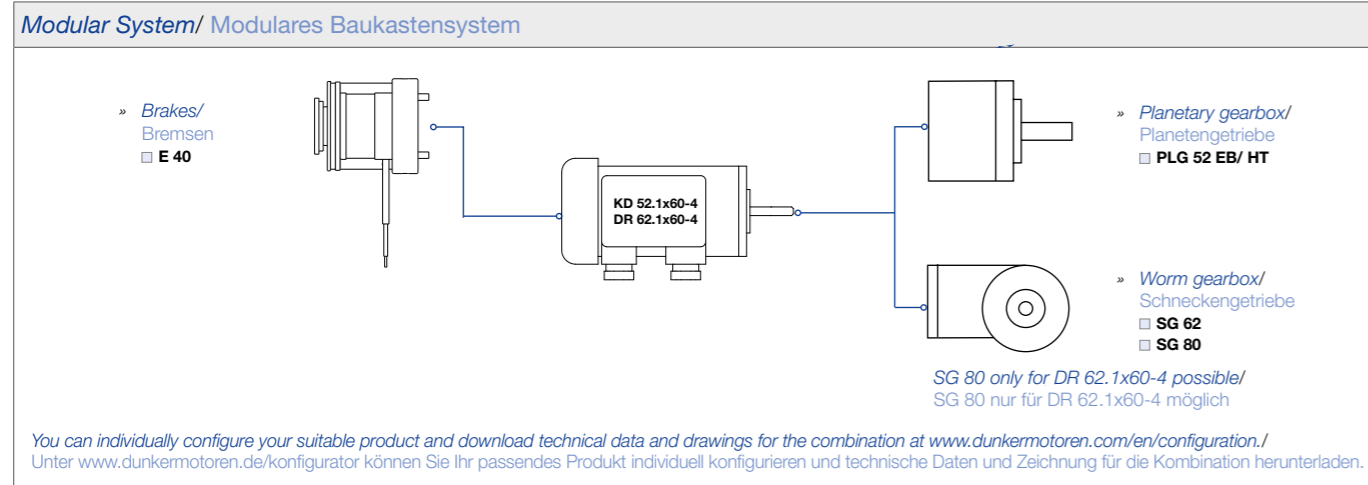 Modular System/ Modulares Baukastensystem
» Brakes/
Bremsen
E 40
KD 52.1x60-4
DR 62.1x60-4
» Planetary gearbox/
Planetengetriebe
PLG 52 EB/ HT
» Worm gearbox/
Schneckengetriebe
SG 62
SG 80
SG 80 only for DR 62.1x60-4 possible/
SG 80 nur für DR 62.1x60-4 möglich
You can individually configure your suitable product and download technical data and drawings for the combination at www.dunkermotoren.com/en/configuration./
Unter www.dunkermotoren.de/konfigurator können Sie Ihr passendes Produkt individuell konfigurieren und technische Daten und Zeichnung für die Kombination herunterladen.